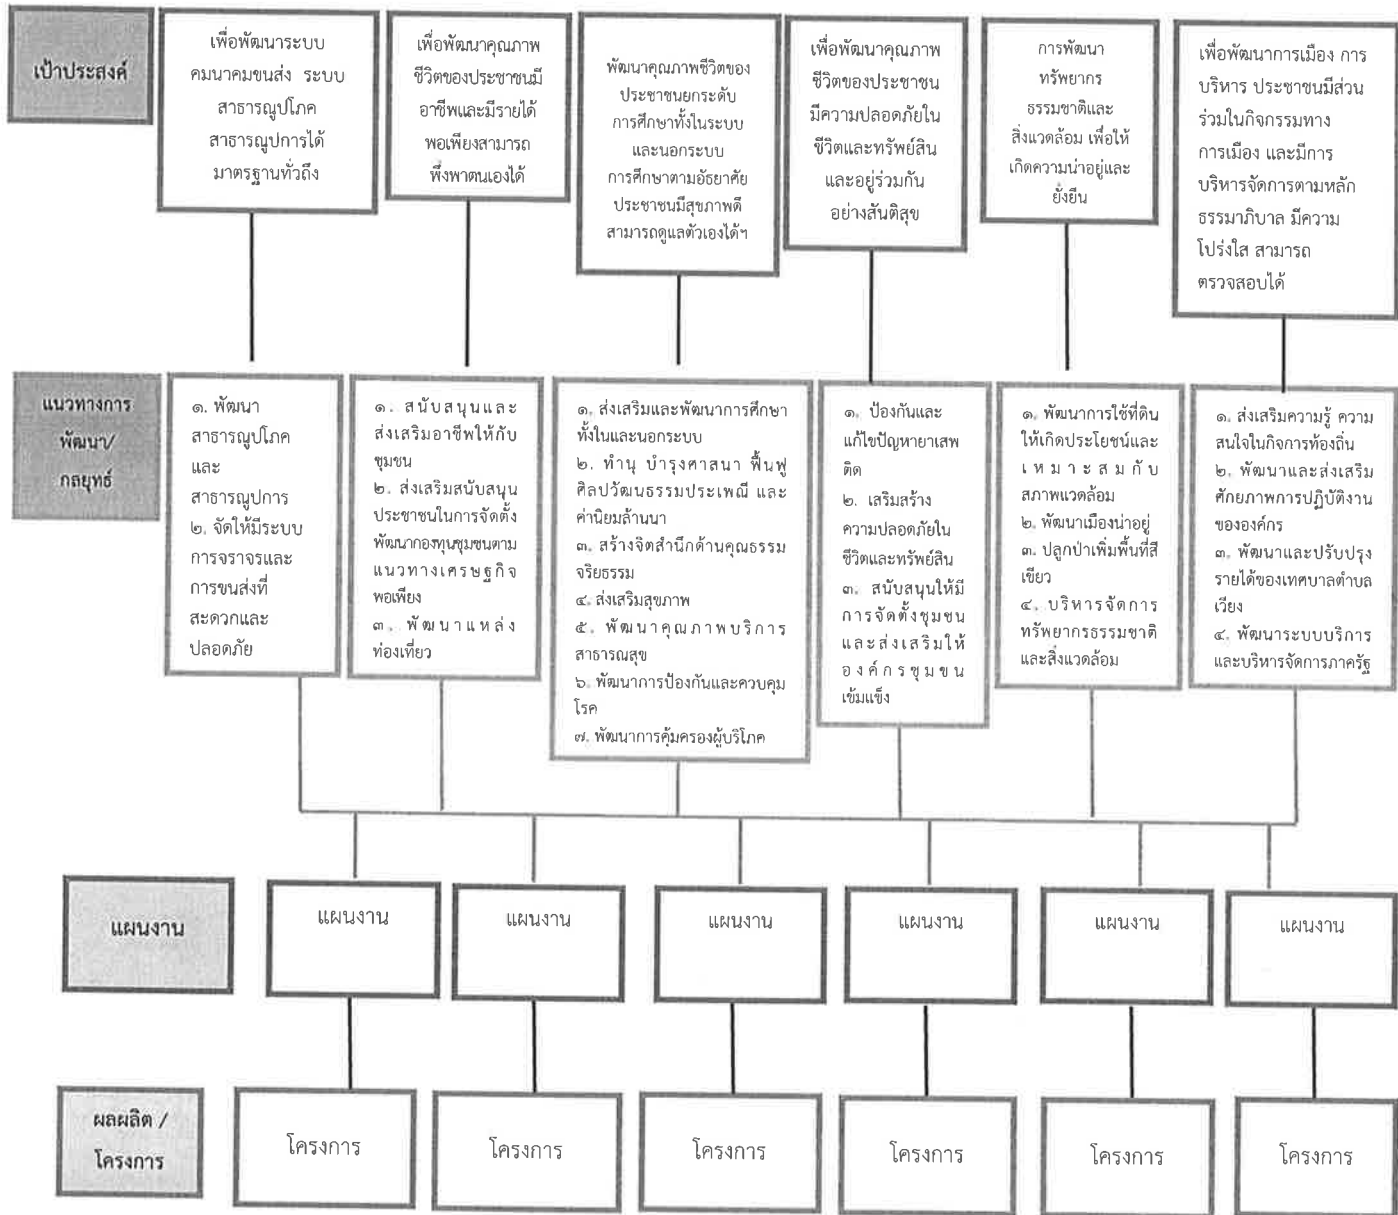 เป้าประสงค์
เพื่อพัฒนาระบบ
คมนาคมขนส่ง ระบบ
สาธารณูปโภค
สาธารณูปการได้
มาตรฐานทั่วถึง
เพื่อพัฒนาคุณภาพ
ชีวิตของประชาชนมี
อาชีพและมีรายได้
พอเพียงสามารถ
พึ่งพาตนเองได้
พัฒนาคุณภาพชีวิตของ
ประชาชนยกระดับ
การศึกษาทั้งในระบบ
และนอกระบบ
การศึกษาตามอัธยาศัย
ประชาชนมีสุขภาพดี
สามารถดูแลตัวเองได้ฯ
เพื่อพัฒนาคุณภาพ
ชีวิตของประชาชน
มีความปลอดภัยใน
ชีวิตและทรัพย์สิน
และอยู่ร่วมกัน
อย่างสันติสุข
การพัฒนา
ทรัพยากร
ธรรมชาติและ
สิ่งแวดล้อม เพื่อให้
เกิดความน่าอยู่และ
ยั่งยืน
เพื่อพัฒนาการเมือง การ
บริหาร ประชาชนมีส่วน
ร่วมในกิจกรรมทาง
การเมือง และมีการ
บริหารจัดการตามหลัก
ธรรมาภิบาล มีความ
โปร่งใส สามารถ
ตรวจสอบได้
แนวทางการ
พัฒนา/
กลยุทธ์
๑. พัฒนา
สาธารณูปโภค
และ
สาธารณูปการ
๒. จัดให้มีระบบ
การจราจรและ
การขนส่งที่
สะดวกและ
ปลอดภัย
๑. สนับสนุนและ
ส่งเสริมอาชีพให้กับ
ชุมชน
๒. ส่งเสริมสนับสนุน
ประชาชนในการจัดตั้ง
พัฒนากองทุนชุมชนตาม
แนวทางเศรษฐกิจ
พอเพียง
๓. พัฒนาแหล่ง
ท่องเที่ยว
๑. ส่งเสริมและพัฒนาการศึกษา
ทั้งในและนอกระบบ
๒. ทำนุ บำรุงศาสนา ฟื้นฟู
ศิลปวัฒนธรรมประเพณี และ
ค่านิยมล้านนา
๓. สร้างจิตสำนึกด้านคุณธรรม
จริยธรรม
๔. ส่งเสริมสุขภาพ
๕. พัฒนาคุณภาพบริการ
สาธารณสุข
๖. พัฒนาการป้องกันและควบคุม
โรค
๗. พัฒนาการคุ้มครองผู้บริโภค
๑. ป้องกันและ
แก้ไขปัญหายาเสพ
ติด
๒. เสริมสร้าง
ความปลอดภัยใน
ชีวิตและทรัพย์สิน
๓. สนับสนุนให้มี
การจัดตั้งชุมชน
และส่งเสริมให้
องค์กรชุมชน
เข้มแข็ง
๑. พัฒนาการใช้ที่ดิน
ให้เกิดประโยชน์และ
เหมาะสมกับ
สภาพแวดล้อม
๒. พัฒนาเมืองน่าอยู่
๓. ปลูกป่าเพิ่มพื้นที่สี
เขียว
๔. บริหารจัดการ
ทรัพยากรธรรมชาติ
และสิ่งแวดล้อม
๑. ส่งเสริมความรู้ ความ
สนใจในกิจการท้องถิ่น
๒. พัฒนาและส่งเสริม
ศักยภาพการปฏิบัติงาน
ขององค์กร
๓. พัฒนาและปรับปรุง
รายได้ของเทศบาลตำบล
เวียง
๔. พัฒนาระบบบริการ
และบริหารจัดการภาครัฐ
แผนงาน
แผนงาน
แผนงาน
แผนงาน
แผนงาน
แผนงาน
แผนงาน
ผลผลิต /
โครงการ
โครงการ
โครงการ
โครงการ
โครงการ
โครงการ
โครงการ